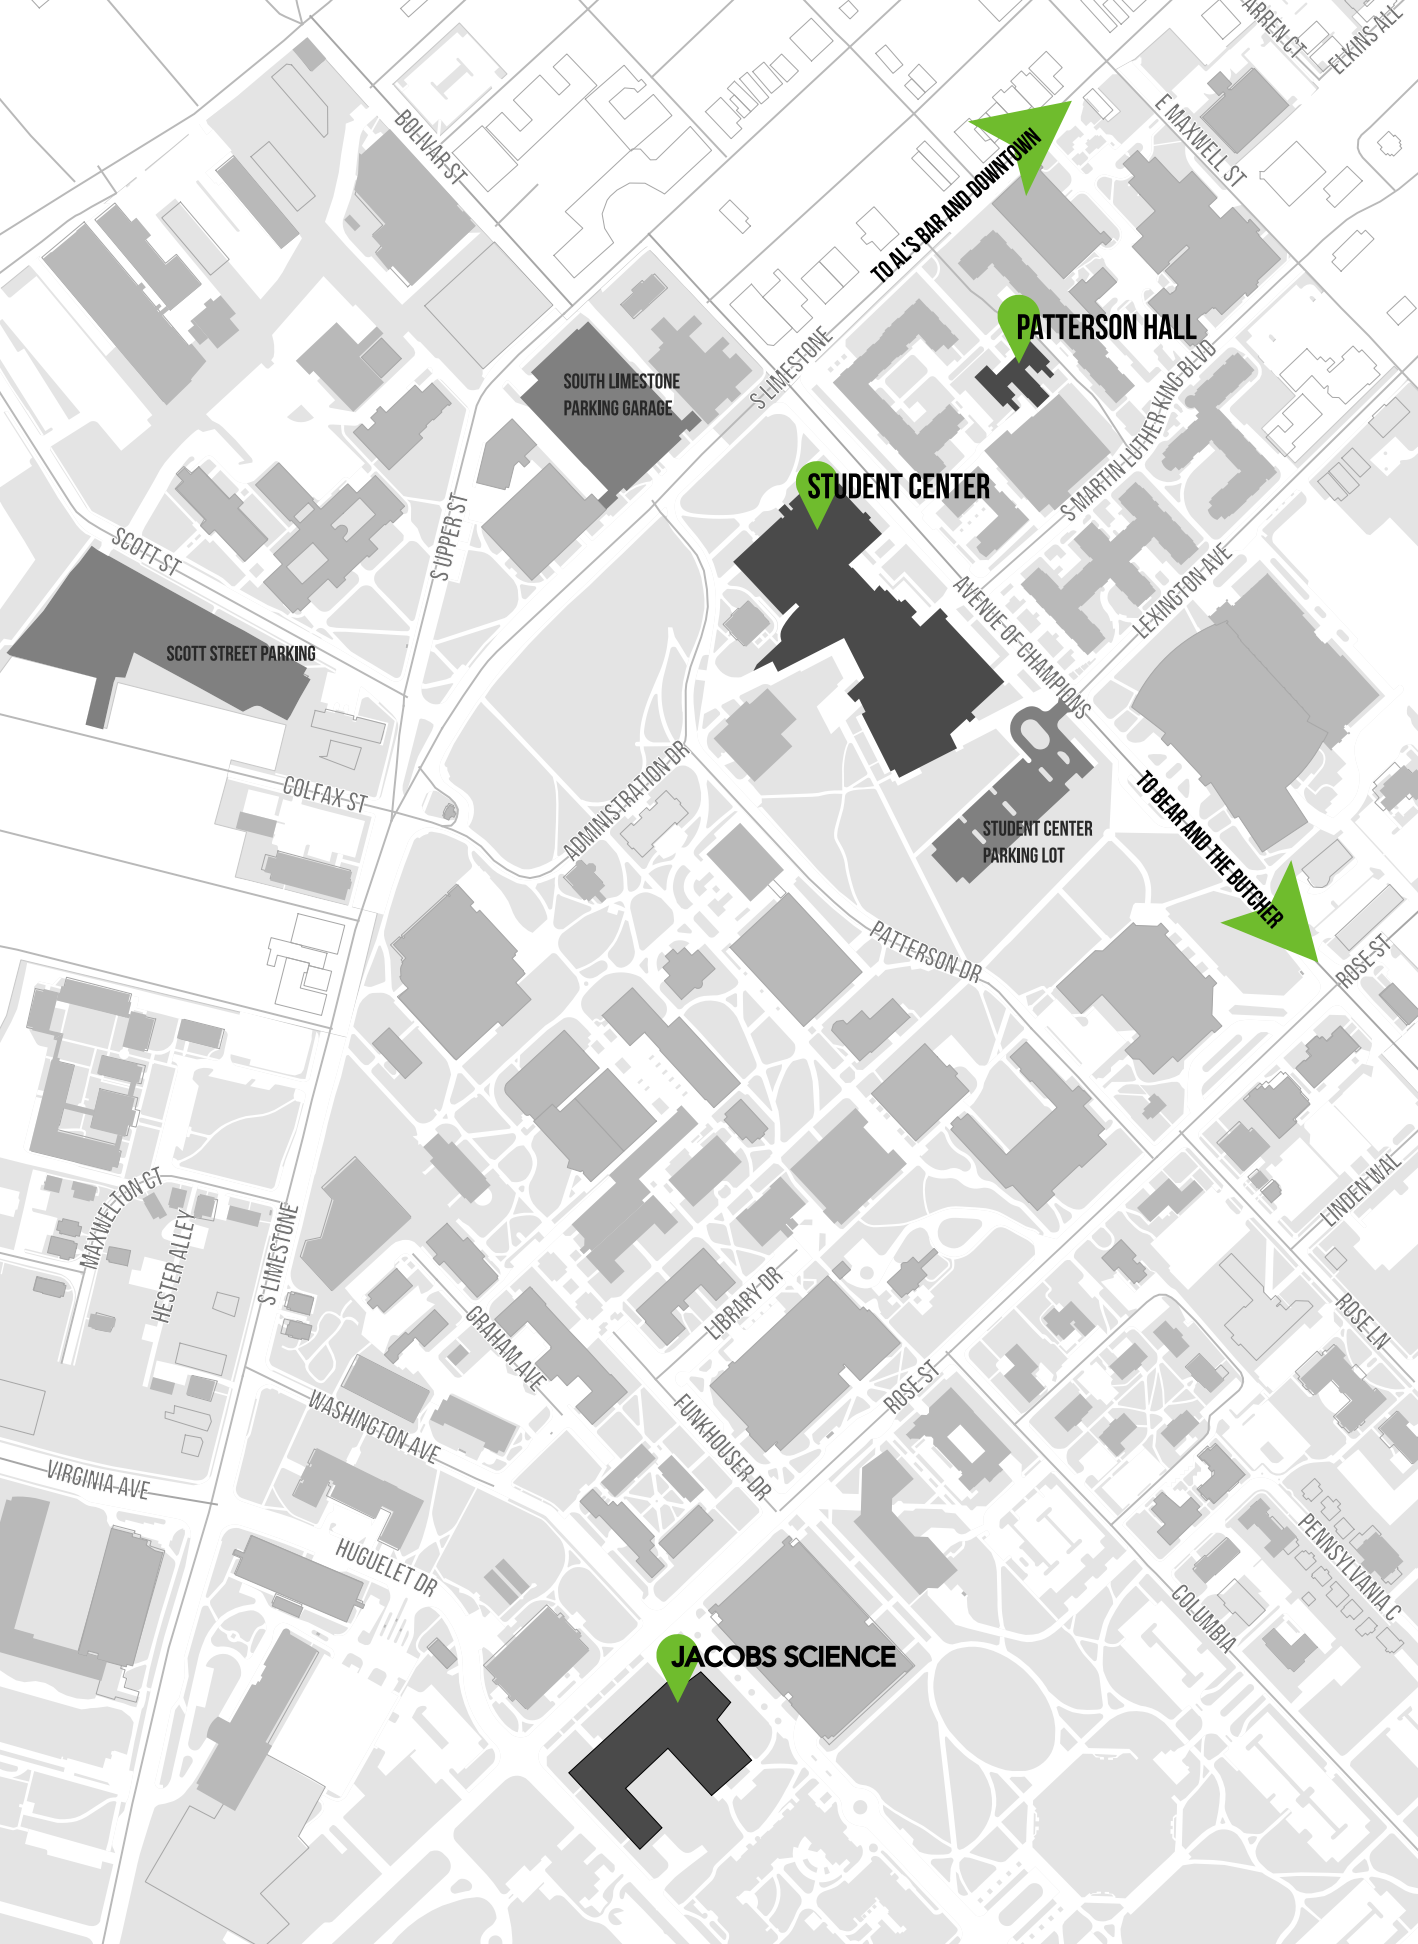 ARREN CT
ELKINS ALL
BOLIVAR ST
E MAXWELL ST
TO AL'S BAR AND DOWNTOWN
PATTERSON HALL
S LIMESTONE
SOUTH LIMESTONE
PARKING GARAGE
S MARTIN LUTHER KING BLVD
STUDENT CENTER
S UPPER ST
SCOTT ST
LEXINGTON AVE
AVENUE OF CHAMPIONS
SCOTT STREET PARKING
COLFAX ST
ADMINISTRATION DR
TO BEAR AND THE BUTCHER
STUDENT CENTER
PARKING LOT
PATTERSON DR
ROSE ST
MAXWELTON CT
HESTER ALLEY
S LIMESTONE
LINDEN WAL
LIBRARY DR
GRAHAM AVE
ROSE LN
WASHINGTON AVE
FUNKHOUSER DR
ROSE ST
VIRGINIA AVE
HUGUELET DR
PENNSYLVANIA C
COLUMBIA
JACOBS SCIENCE